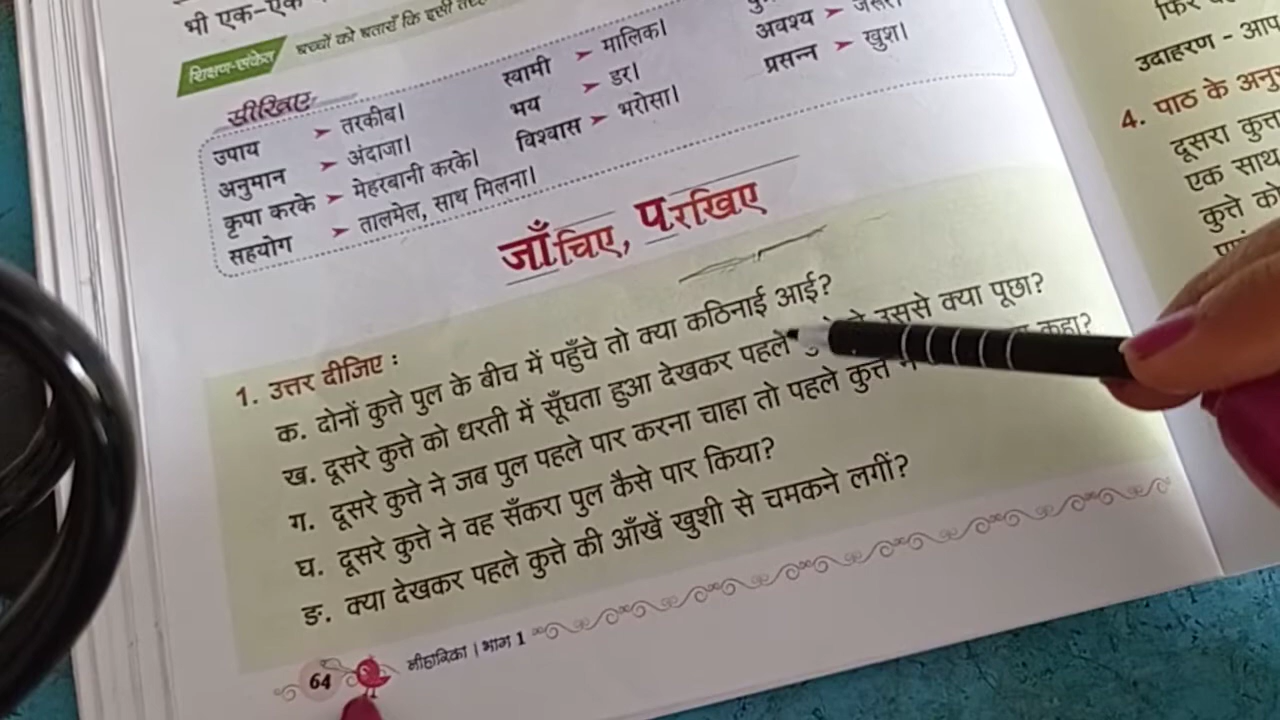 भी एक-एक
शिक्षण-संकेत बच्चों को बताएँ कि इसी
सीखिए
उपाय ➤ तरकीब।
अनुमान ➤ अंदाजा।
कृपा करके ➤ मेहरबानी करके।
सहयोग ➤ तालमेल, साथ मिलना।
स्वामी ➤ मालिक।
भय ➤ डर।
विश्वास ➤ भरोसा।
अवश्य ➤ जरूर।
प्रसन्न ➤ खुश।
जाँचिए, परखिए
1. उत्तर दीजिए :
क. दोनों कुत्ते पुल के बीच में पहुँचे तो क्या कठिनाई आई?
ख. दूसरे कुत्ते को धरती में सूँघता हुआ देखकर पहले उससे क्या पूछा?
ग. दूसरे कुत्ते ने जब पुल पहले पार करना चाहा तो पहले कुत्ते कहा?
घ. दूसरे कुत्ते ने वह सँकरा पुल कैसे पार किया?
ङ. क्या देखकर पहले कुत्ते की आँखें खुशी से चमकने लगीं?
64 नीहारिका | भाग 1
फिर
उदाहरण - आप
4. पाठ के
दूसरा कुत्ता
एक साथ
कुत्ते को